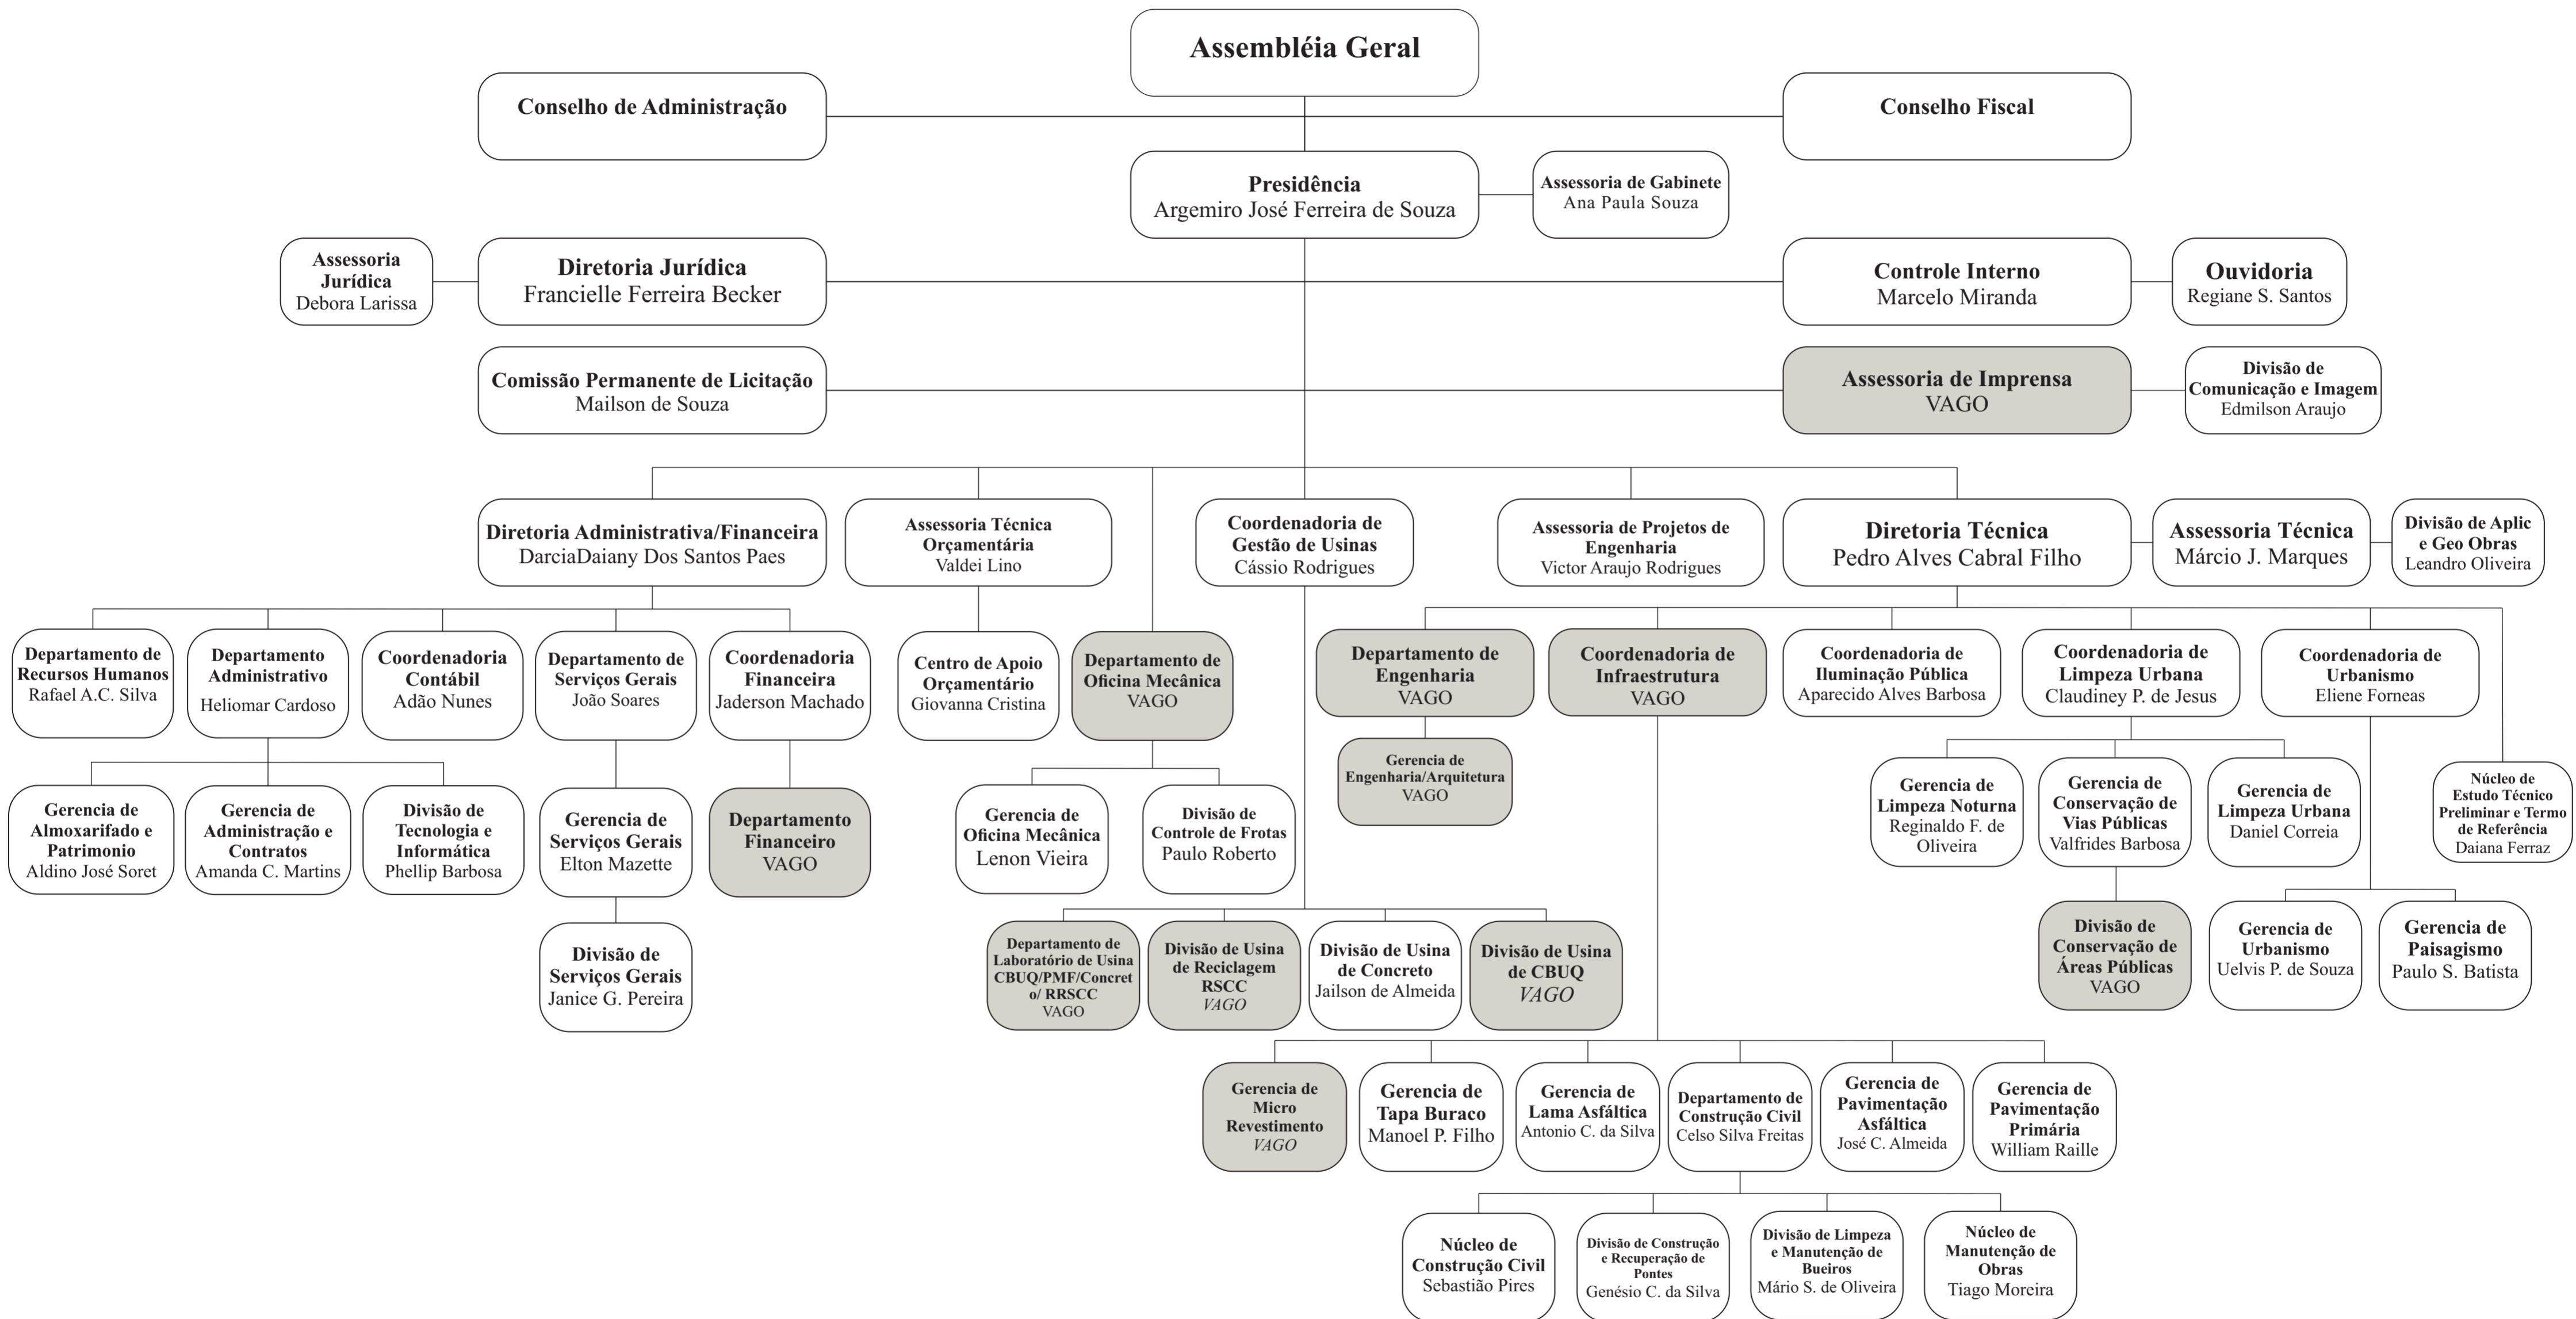 Assembléia Geral
Conselho de Administração
Conselho Fiscal
Presidência
Argemiro José Ferreira de Souza
Assessoria de Gabinete
Ana Paula Souza
Assessoria
Jurídica
Debora Larissa
Diretoria Jurídica
Francielle Ferreira Becker
Controle Interno
Marcelo Miranda
Ouvidoria
Regiane S. Santos
Comissão Permanente de Licitação
Mailson de Souza
Assessoria de Imprensa
VAGO
Divisão de
Comunicação e Imagem
Edmilson Araujo
Diretoria Administrativa/Financeira
DarciaDaiany Dos Santos Paes
Assessoria Técnica
Orçamentária
Valdei Lino
Coordenadoria de
Gestão de Usinas
Cássio Rodrigues
Assessoria de Projetos de
Engenharia
Victor Araujo Rodrigues
Diretoria Técnica
Pedro Alves Cabral Filho
Assessoria Técnica
Márcio J. Marques
Divisão de Aplic
e Geo Obras
Leandro Oliveira
Departamento de
Recursos Humanos
Rafael A.C. Silva
Departamento
Administrativo
Heliomar Cardoso
Coordenadoria
Contábil
Adão Nunes
Departamento de
Serviços Gerais
João Soares
Coordenadoria
Financeira
Jaderson Machado
Centro de Apoio
Orçamentário
Giovanna Cristina
Departamento de
Oficina Mecânica
VAGO
Departamento de
Engenharia
VAGO
Coordenadoria de
Infraestrutura
VAGO
Coordenadoria de
Iluminação Pública
Aparecido Alves Barbosa
Coordenadoria de
Limpeza Urbana
Claudiney P. de Jesus
Coordenadoria de
Urbanismo
Eliene Forneas
Gerencia de
Engenharia/Arquitetura
VAGO
Gerencia de
Almoxarifado e
Patrimonio
Aldino José Soret
Gerencia de
Administração e
Contratos
Amanda C. Martins
Divisão de
Tecnologia e
Informática
Phellip Barbosa
Gerencia de
Serviços Gerais
Elton Mazette
Departamento
Financeiro
VAGO
Gerencia de
Oficina Mecânica
Lenon Vieira
Divisão de
Controle de Frotas
Paulo Roberto
Gerencia de
Limpeza Noturna
Reginaldo F. de
Oliveira
Gerencia de
Conservação de
Vias Públicas
Valfrides Barbosa
Gerencia de
Limpeza Urbana
Daniel Correia
Núcleo de
Estudo Técnico
Preliminar e Termo
de Referência
Daiana Ferraz
Divisão de
Serviços Gerais
Janice G. Pereira
Departamento de
Laboratório de Usina
CBUQ/PMF/Concret
o/ RRSCC
VAGO
Divisão de Usina
de Reciclagem
RSCC
VAGO
Divisão de Usina
de Concreto
Jailson de Almeida
Divisão de Usina
de CBUQ
VAGO
Divisão de
Conservação de
Áreas Públicas
VAGO
Gerencia de
Urbanismo
Uelvis P. de Souza
Gerencia de
Paisagismo
Paulo S. Batista
Gerencia de
Micro
Revestimento
VAGO
Gerencia de
Tapa Buraco
Manoel P. Filho
Gerencia de
Lama Asfáltica
Antonio C. da Silva
Departamento de
Construção Civil
Celso Silva Freitas
Gerencia de
Pavimentação
Asfáltica
José C. Almeida
Gerencia de
Pavimentação
Primária
William Raille
Núcleo de
Construção Civil
Sebastião Pires
Divisão de Construção
e Recuperação de
Pontes
Genésio C. da Silva
Divisão de Limpeza
e Manutenção de
Bueiros
Mário S. de Oliveira
Núcleo de
Manutenção de
Obras
Tiago Moreira